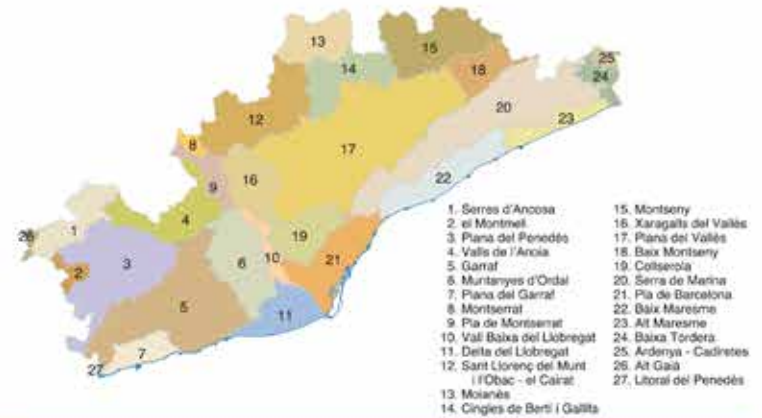 13
15
25
14
18
24
20
12
23
8
17
9
16
22
4
26
1
19
3
6
10
21
2
5
11
27
7
1. Serres d'Ancosa
2. el Montmell
3. Plana del Penedès
4. Valls de l'Anoia
5. Garraf
6. Muntanyes d'Ordal
7. Plana del Garraf
8. Montserrat
9. Pla de Montserrat
10. Vall Baixa del Llobregat
11. Delta del Llobregat
12. Sant Llorenç del Munt
i l'Obac - el Cairat
13. Moianès
14. Cingles de Bertí i Gallifa
15. Montseny
16. Xaragalls del Vallès
17. Plana del Vallès
18. Baix Montseny
19. Collserola
20. Serra de Marina
21. Pla de Barcelona
22. Baix Maresme
23. Alt Maresme
24. Baixa Tordera
25. Ardenya - Cadiretes
26. Alt Gaià
27. Litoral del Penedès